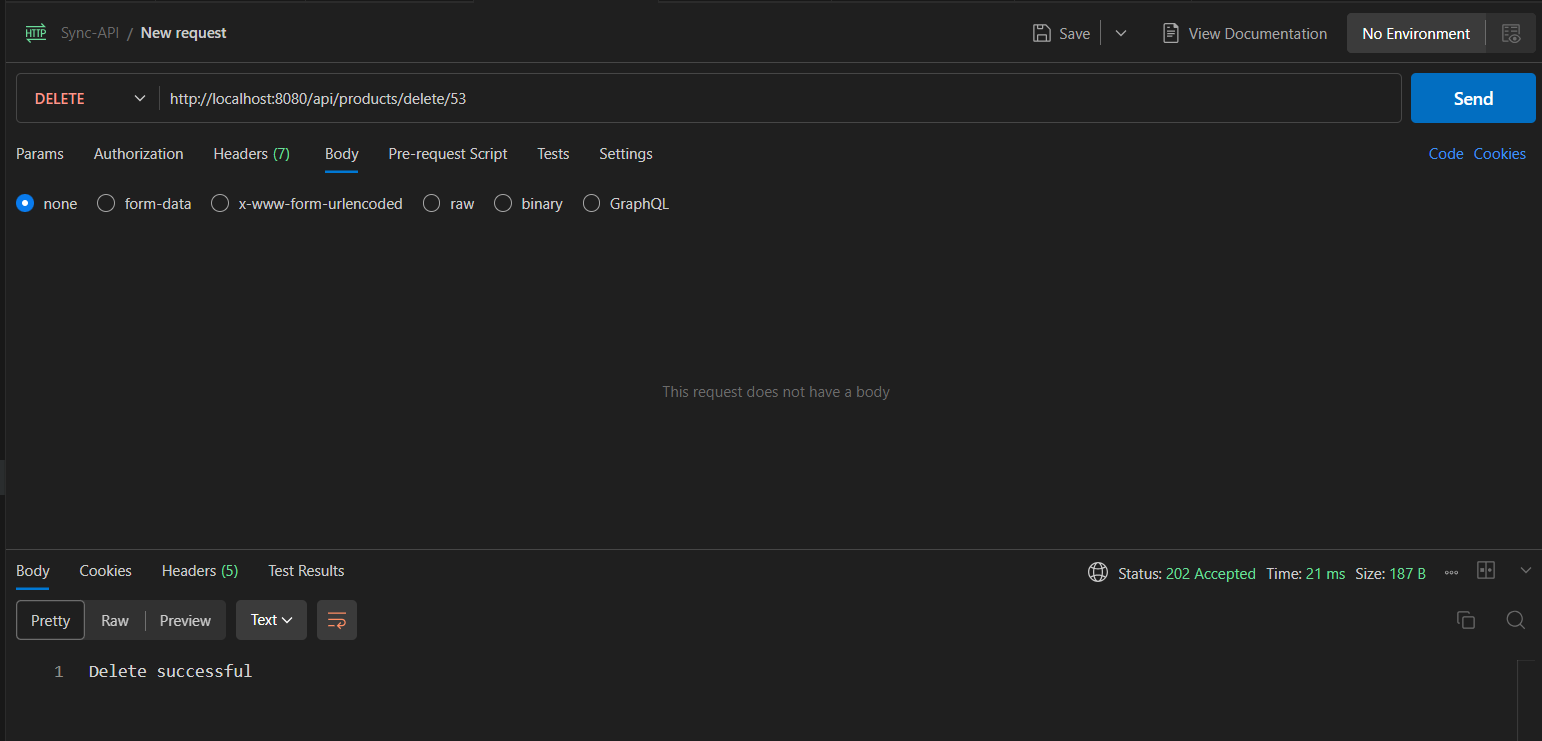 HTTP Sync-API / New request Save View Documentation No Environment
DELETE http://localhost:8080/api/products/delete/53 Send
Params Authorization Headers (7) Body Pre-request Script Tests Settings Code Cookies
none form-data x-www-form-urlencoded raw binary GraphQL
This request does not have a body
Body Cookies Headers (5) Test Results Status: 202 Accepted Time: 21 ms Size: 187 B
Pretty Raw Preview Text
1 Delete successful